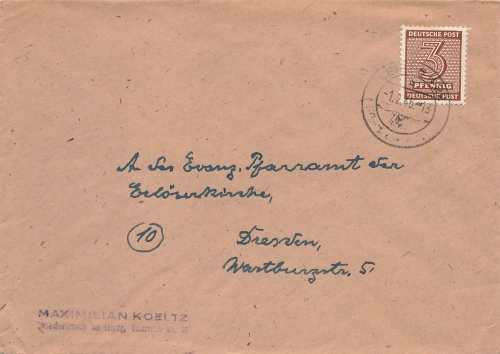 DEUTSCHE POST
3
PFENNIG
DEUTSCHE POST
An das Evang. Pfarramt der
Erlöserkirche,
10
Dresden,
Wartburgstr. 5
MAXIMILIAN KOELTZ